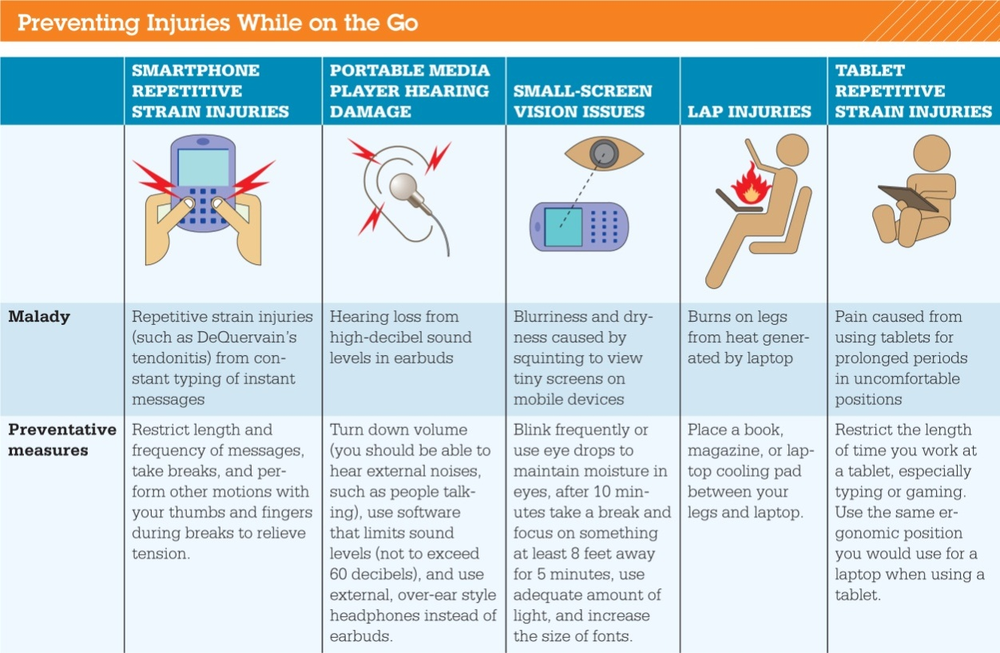 Preventing Injuries While on the Go
SMARTPHONE
REPETITIVE
STRAIN INJURIES
PORTABLE MEDIA
PLAYER HEARING
DAMAGE
SMALL-SCREEN
VISION ISSUES
LAP INJURIES
TABLET
REPETITIVE
STRAIN INJURIES
Malady
Repetitive strain injuries
(such as DeQuervain's
tendonitis) from con-
stant typing of instant
messages
Hearing loss from
high-decibel sound
levels in earbuds
Blurriness and dry-
ness caused by
squinting to view
tiny screens on
mobile devices
Burns on legs
from heat gener-
ated by laptop
Pain caused from
using tablets for
prolonged periods
in uncomfortable
positions
Preventative
measures
Restrict length and
frequency of messages,
take breaks, and per-
form other motions with
your thumbs and fingers
during breaks to relieve
tension.
Turn down volume
(you should be able to
hear external noises,
such as people talk-
ing), use software
that limits sound
levels (not to exceed
60 decibels), and use
external, over-ear style
headphones instead of
earbuds.
Blink frequently or
use eye drops to
maintain moisture in
eyes, after 10 min-
utes take a break and
focus on something
at least 8 feet away
for 5 minutes, use
adequate amount of
light, and increase
the size of fonts.
Place a book,
magazine, or lap-
top cooling pad
between your
legs and laptop.
Restrict the length
of time you work at
a tablet, especially
typing or gaming.
Use the same er-
gonomic position
you would use for a
laptop when using a
tablet.